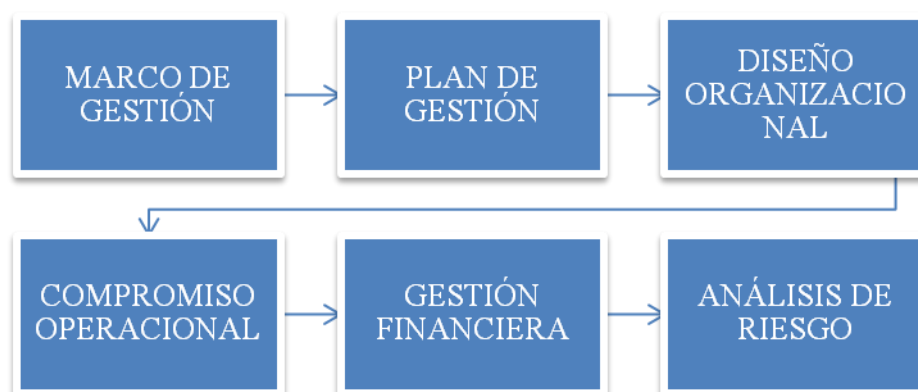 MARCO DE
GESTIÓN
PLAN DE
GESTIÓN
DISEÑO
ORGANIZACIO
NAL
COMPROMISO
OPERACIONAL
GESTIÓN
FINANCIERA
ANÁLISIS DE
RIESGO